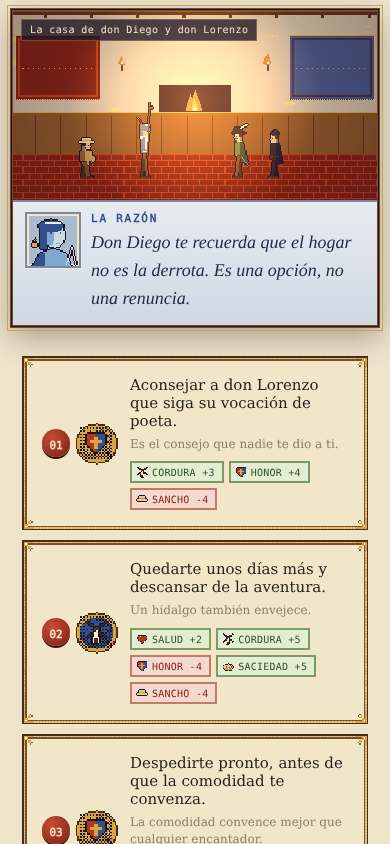 La casa de don Diego y don Lorenzo
LA RAZÓN
Don Diego te recuerda que el hogar
no es la derrota. Es una opción, no
una renuncia.
01
Aconsejar a don Lorenzo
que siga su vocación de
poeta.
Es el consejo que nadie te dio a ti.
CORDURA +3 HONOR +4
SANCHO -4
02
Quedarte unos días más y
descansar de la aventura.
Un hidalgo también envejece.
SALUD +2 CORDURA +5
HONOR -4 SACIEDAD +5
SANCHO -4
03
Despedirte pronto, antes de
que la comodidad te
convenza.
La comodidad convence mejor que
cualquier encantador.